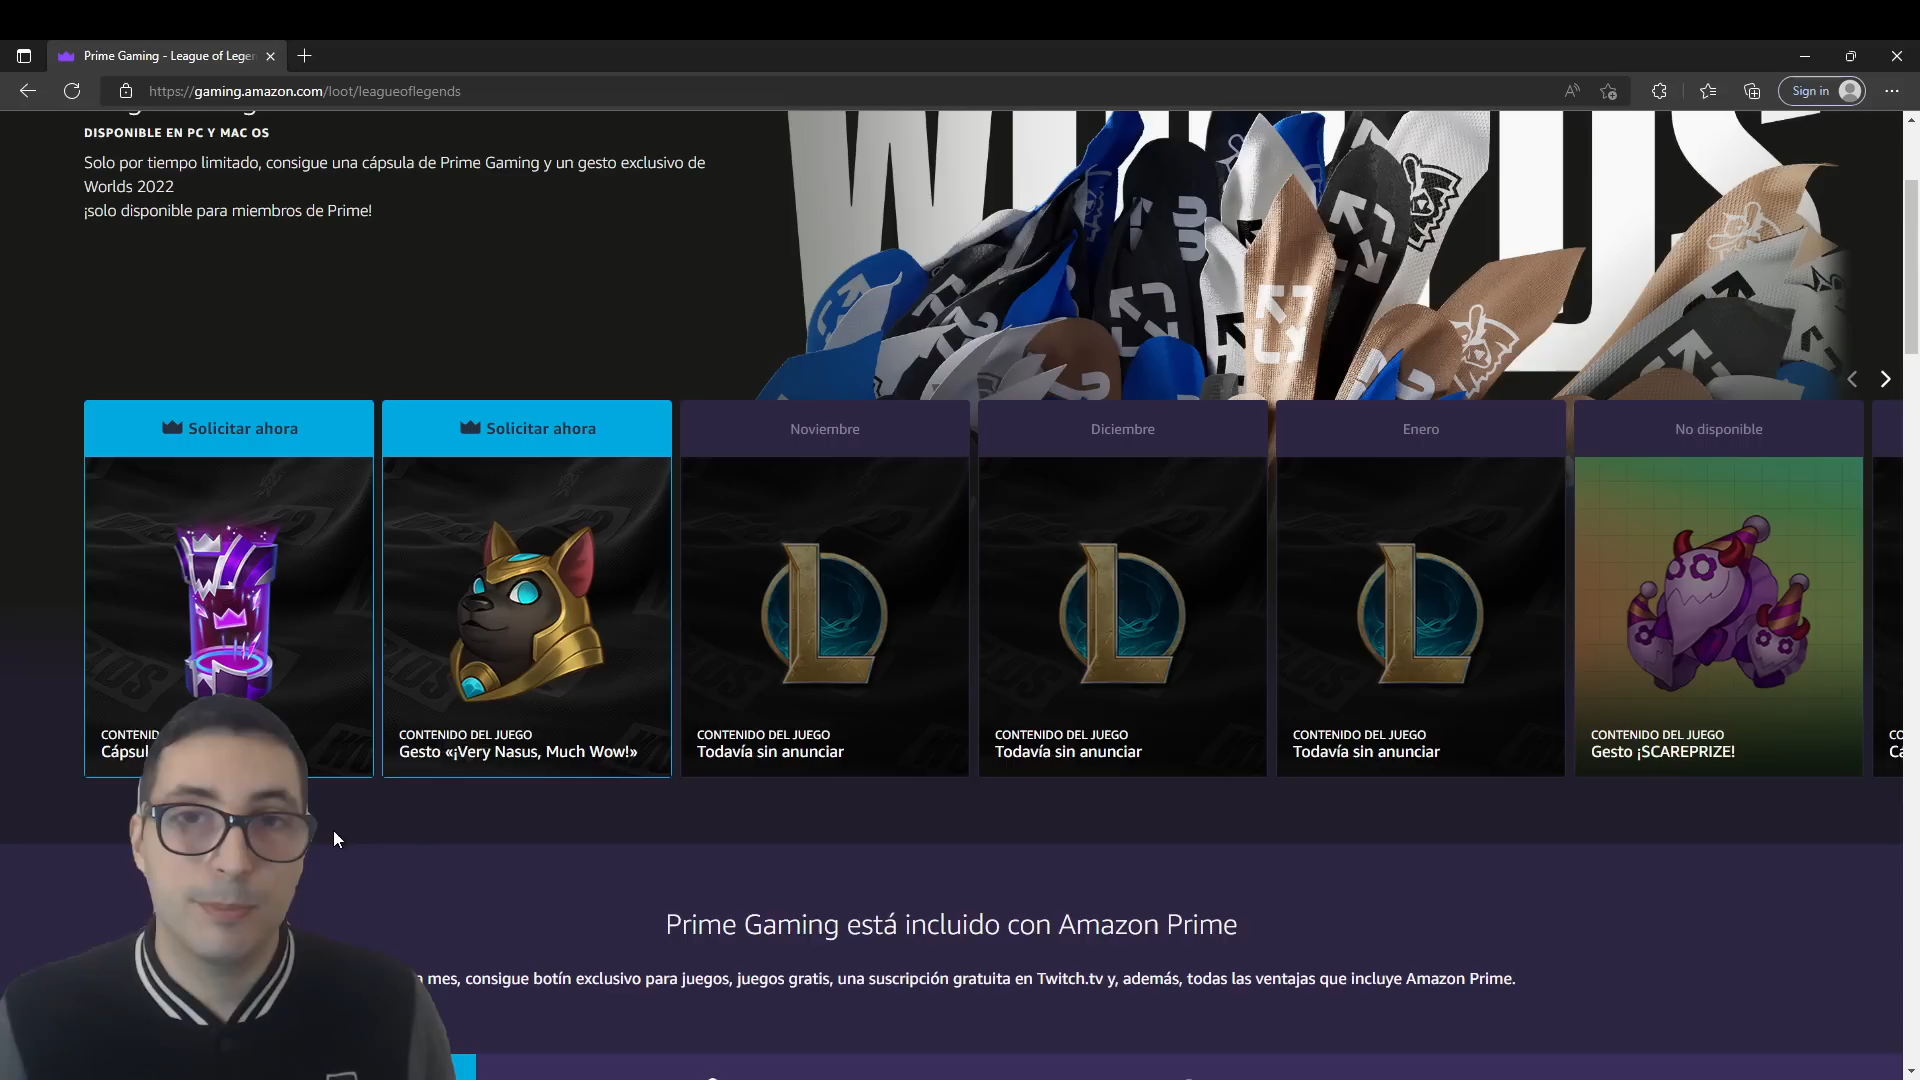 Prime Gaming - League of Legen
https://gaming.amazon.com/loot/leagueoflegends
Sign in
DISPONIBLE EN PC Y MAC OS
Solo por tiempo limitado, consigue una cápsula de Prime Gaming y un gesto exclusivo de
Worlds 2022
¡solo disponible para miembros de Prime!
Solicitar ahora
Solicitar ahora
Noviembre
Diciembre
Enero
No disponible
CONTENIDO DEL JUEGO
Gesto «¡Very Nasus, Much Wow!»
CONTENIDO DEL JUEGO
Todavía sin anunciar
CONTENIDO DEL JUEGO
Todavía sin anunciar
CONTENIDO DEL JUEGO
Todavía sin anunciar
CONTENIDO DEL JUEGO
Gesto ¡SCAREPRIZE!
Prime Gaming está incluido con Amazon Prime
mes, consigue botín exclusivo para juegos, juegos gratis, una suscripción gratuita en Twitch.tv y, además, todas las ventajas que incluye Amazon Prime.